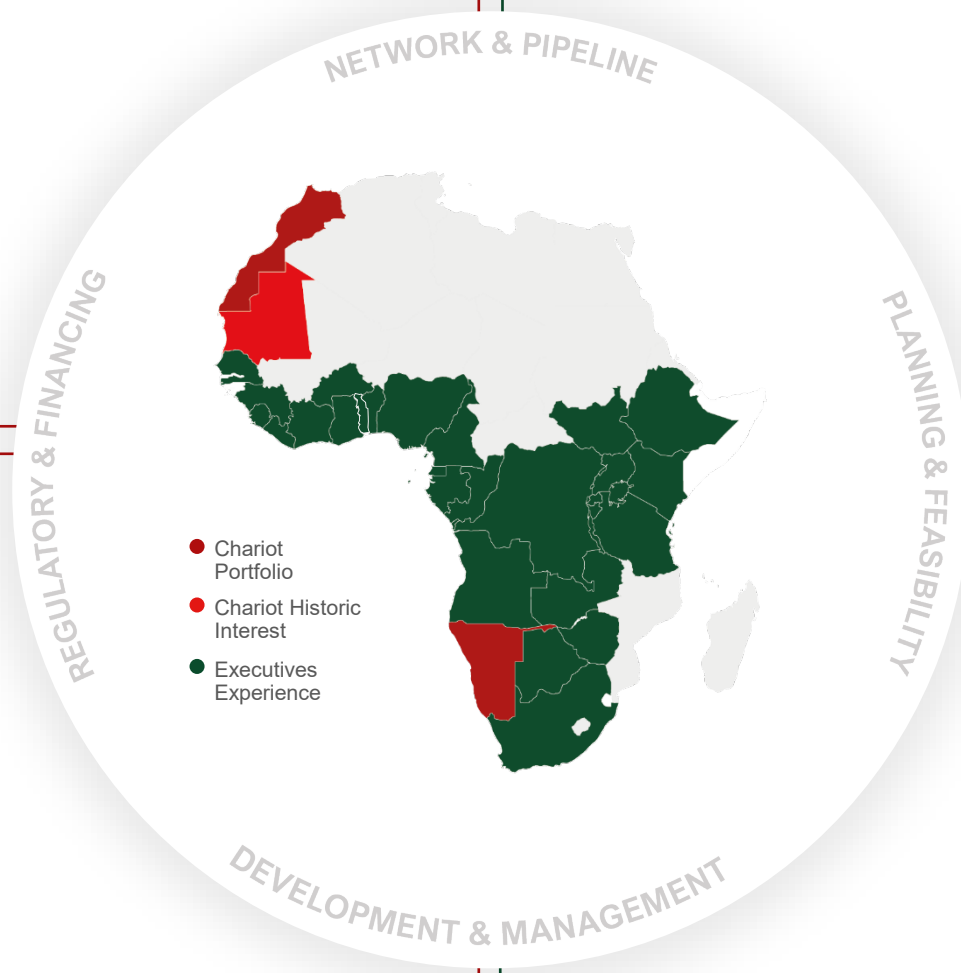 NETWORK & PIPELINE
REGULATORY & FINANCING
PLANNING & FEASIBILITY
Chariot
Portfolio
Chariot Historic
Interest
Executives
Experience
DEVELOPMENT & MANAGEMENT